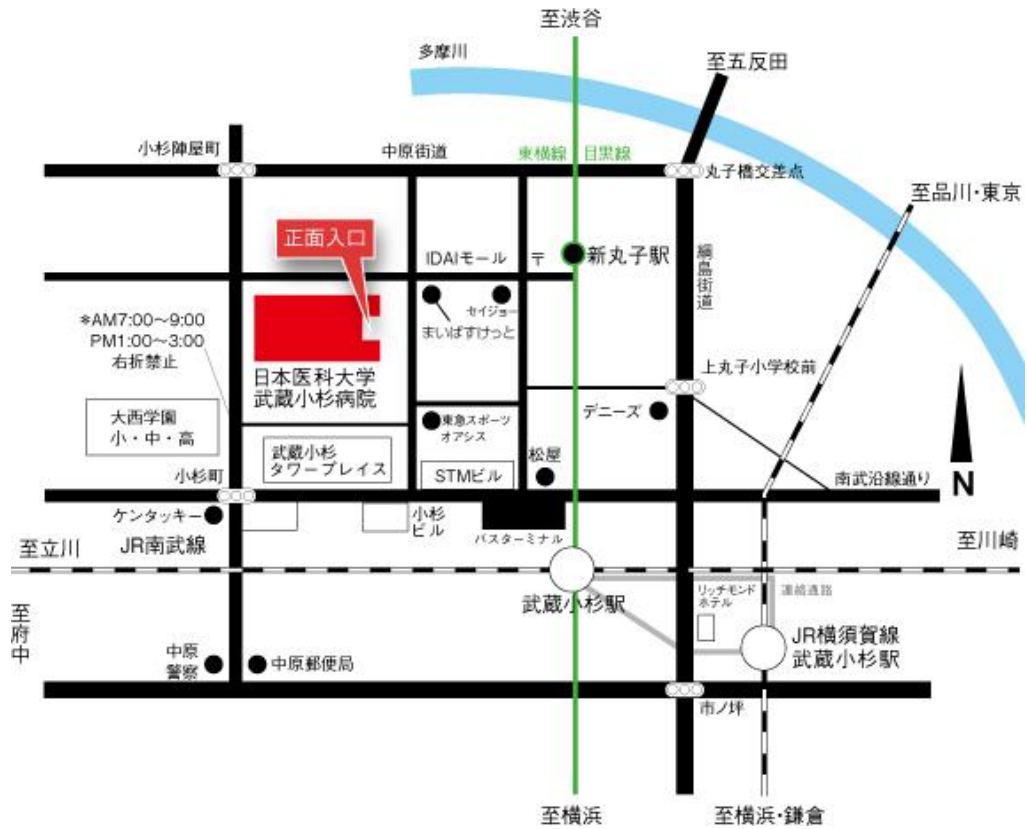 至渋谷
多摩川
至五反田
小杉陣屋町
中原街道
東横線
目黒線
丸子橋交差点
至品川・東京
正面入口
IDAIモール
〒
新丸子駅
綱島街道
セイジョー
まいばすけっと
*AM7:00〜9:00
PM1:00〜3:00
右折禁止
日本医科大学
武蔵小杉病院
上丸子小学校前
デニーズ
大西学園
小・中・高
東急スポーツ
オアシス
武蔵小杉
タワープレイス
松屋
STMビル
小杉町
南武沿線通り
N
ケンタッキー
小杉
ビル
バスターミナル
JR南武線
至立川
至川崎
武蔵小杉駅
リッチモンド
ホテル
連絡通路
至府中
JR横須賀線
武蔵小杉駅
中原
警察
中原郵便局
市ノ坪
至横浜
至横浜・鎌倉